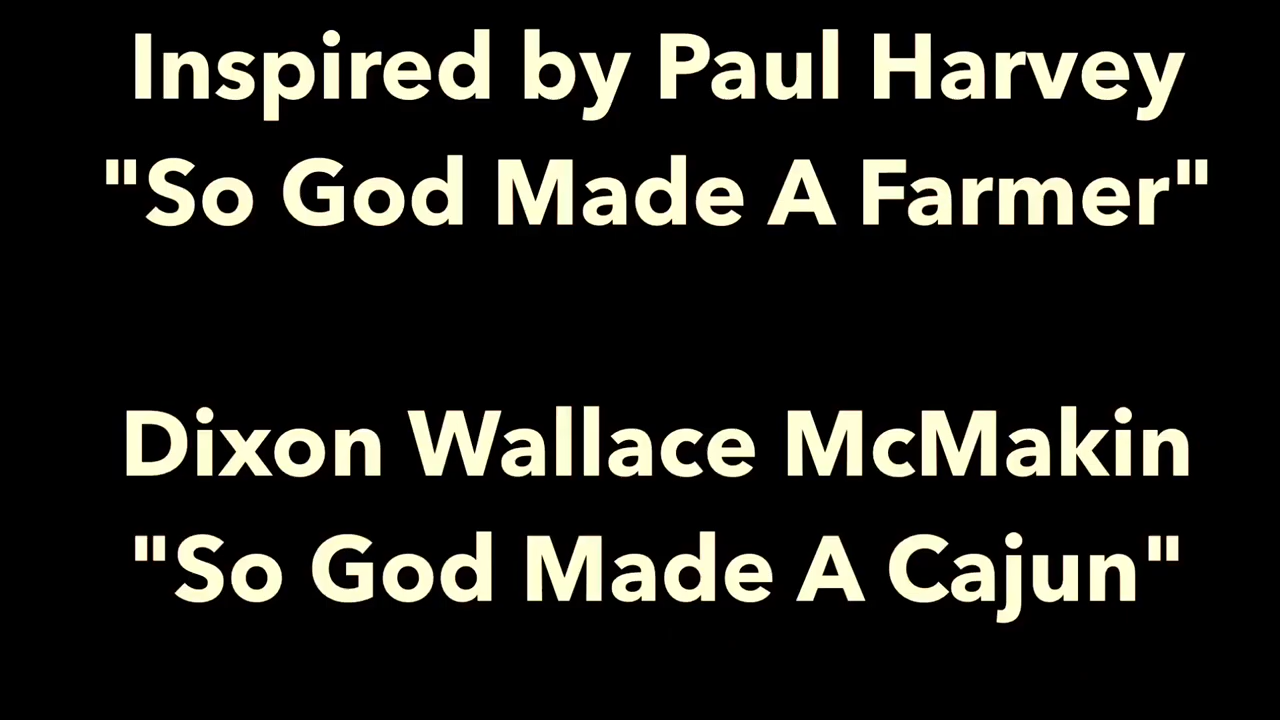 Inspired by Paul Harvey
"So God Made A Farmer"
Dixon Wallace McMakin
"So God Made A Cajun"